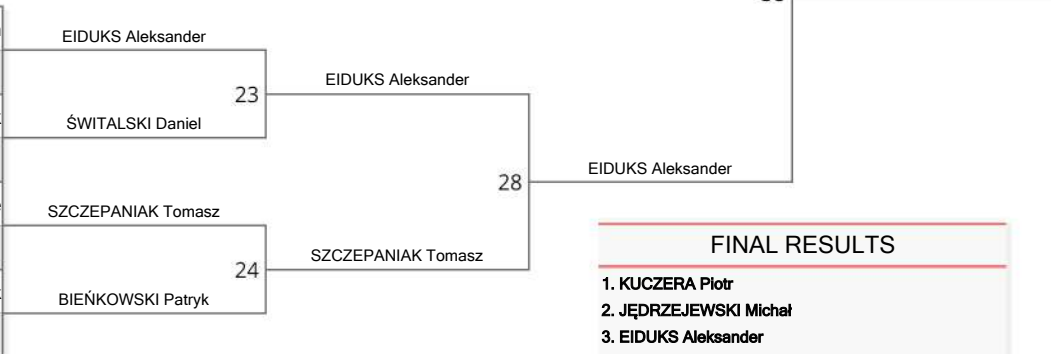 EIDUKS Aleksander
23
EIDUKS Aleksander
ŚWITALSKI Daniel
28
EIDUKS Aleksander
SZCZEPANIAK Tomasz
24
SZCZEPANIAK Tomasz
BIEŃKOWSKI Patryk
FINAL RESULTS
1. KUCZERA Piotr
2. JĘDRZEJEWSKI Michał
3. EIDUKS Aleksander